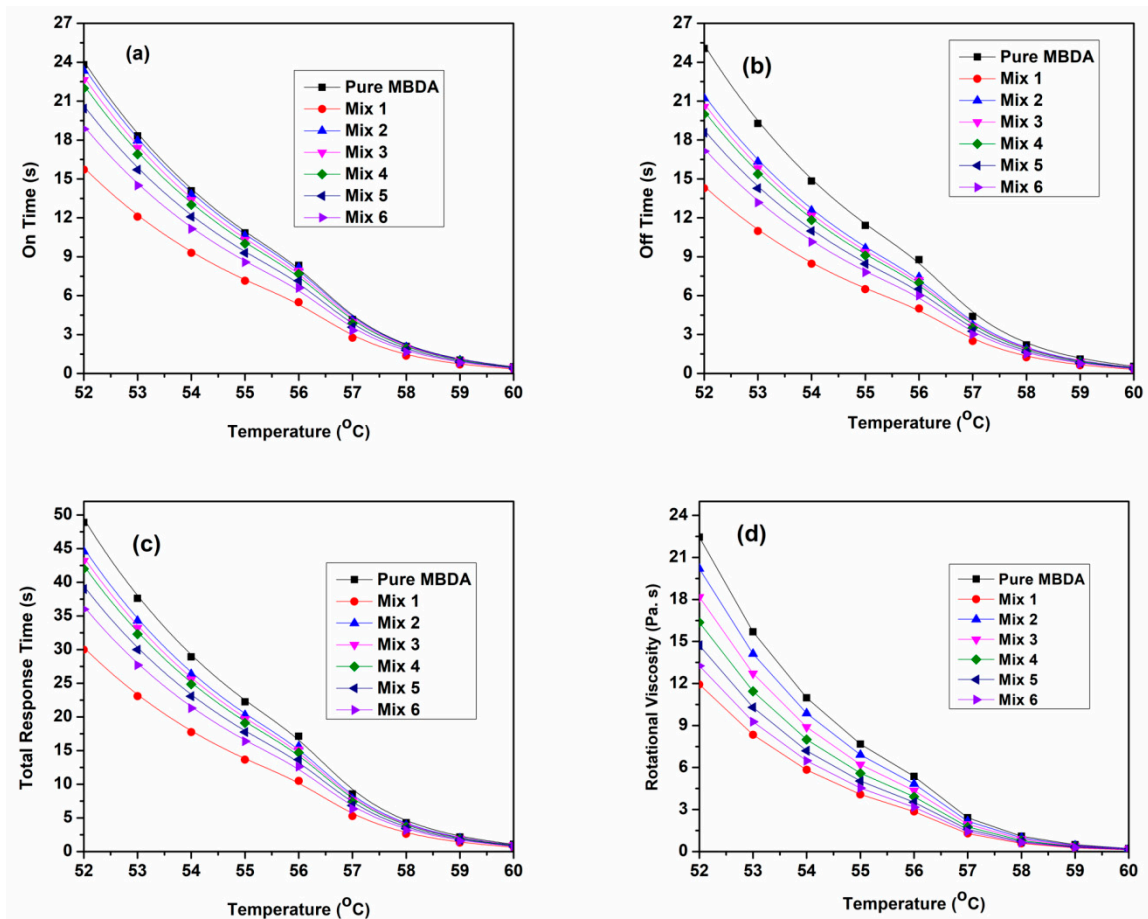 (a)
On Time (s)
27
24
21
18
15
12
9
6
3
0
Pure MBDA
Mix 1
Mix 2
Mix 3
Mix 4
Mix 5
Mix 6
52 53 54 55 56 57 58 59 60
Temperature (°C)
(b)
Off Time (s)
27
24
21
18
15
12
9
6
3
0
Pure MBDA
Mix 1
Mix 2
Mix 3
Mix 4
Mix 5
Mix 6
52 53 54 55 56 57 58 59 60
Temperature (°C)
(c)
Total Response Time (s)
50
45
40
35
30
25
20
15
10
5
0
Pure MBDA
Mix 1
Mix 2
Mix 3
Mix 4
Mix 5
Mix 6
52 53 54 55 56 57 58 59 60
Temperature (°C)
(d)
Rotational Viscosity (Pa. s)
24
21
18
15
12
9
6
3
0
Pure MBDA
Mix 1
Mix 2
Mix 3
Mix 4
Mix 5
Mix 6
52 53 54 55 56 57 58 59 60
Temperature (°C)